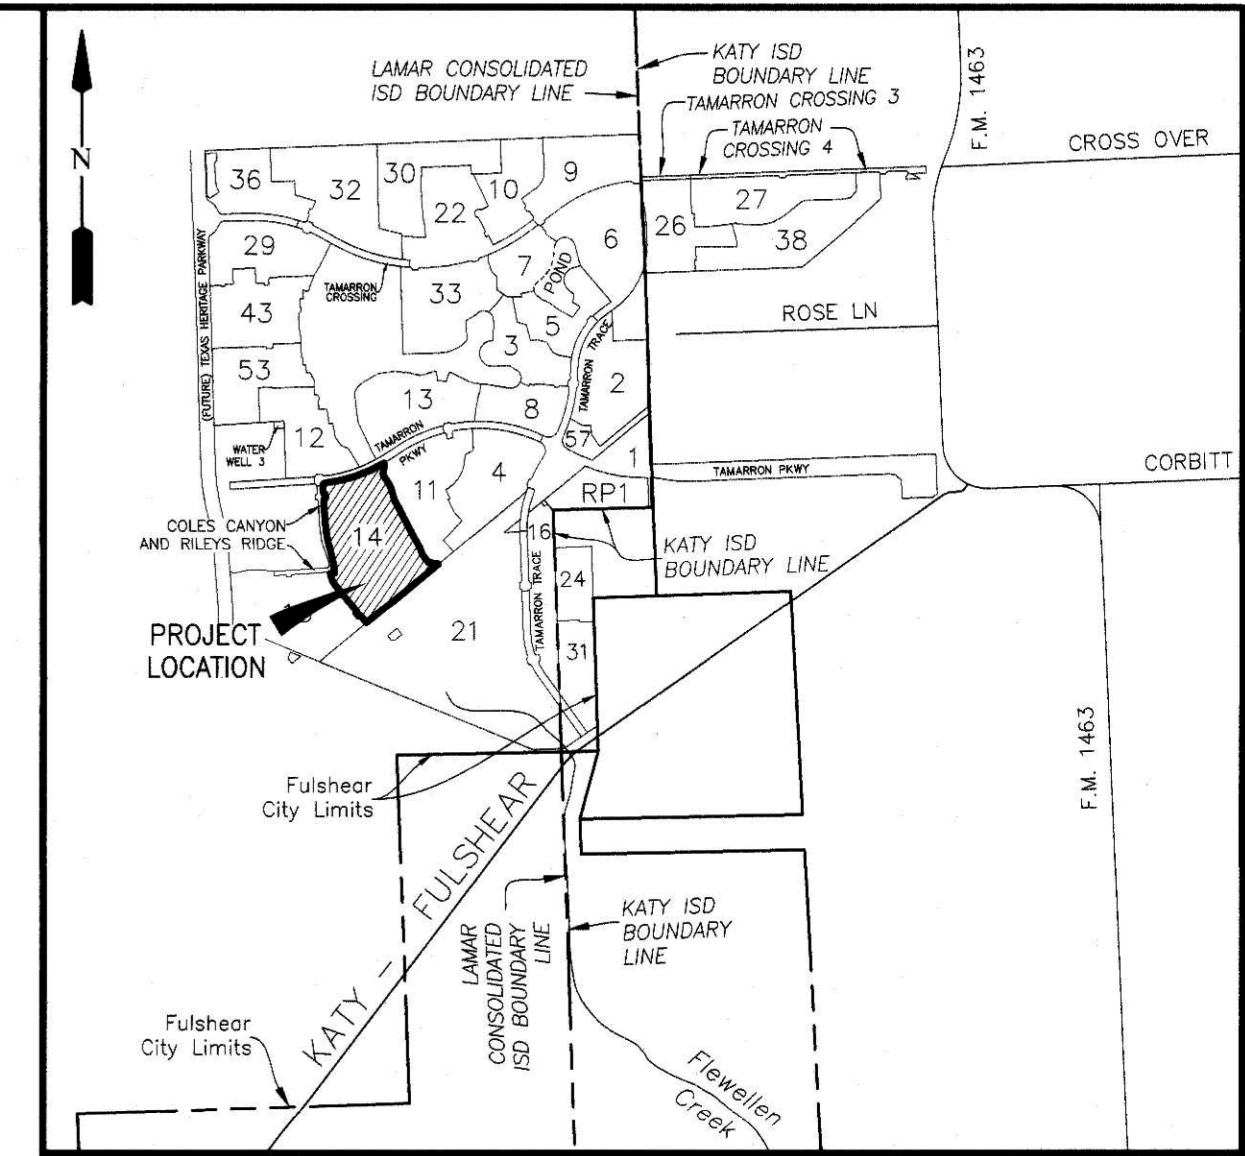 LAMAR CONSOLIDATED
ISD BOUNDARY LINE
KATY ISD
BOUNDARY LINE
TAMARRON CROSSING 3
TAMARRON
CROSSING 4
F.M. 1463
CROSS OVER
N
36
32
30
22
10
9
27
26
38
6
29
7
POND
TAMARRON
CROSSING
33
43
5
3
ROSE LN
(FUTURE) TEXAS HERITAGE PARKWAY
53
13
8
TAMARRON TRACE
2
57
12
WATER
WELL 3
TAMARRON
PKWY
11
4
1
RP1
TAMARRON PKWY
CORBITT
COLES CANYON
AND RILEYS RIDGE
14
16
KATY ISD
BOUNDARY LINE
24
TAMARRON TRACE
21
31
PROJECT
LOCATION
Fulshear
City Limits
F.M. 1463
KATY - FULSHEAR
LAMAR
CONSOLIDATED
ISD BOUNDARY
LINE
KATY ISD
BOUNDARY
LINE
Fulshear
City Limits
Flewellen
Creek